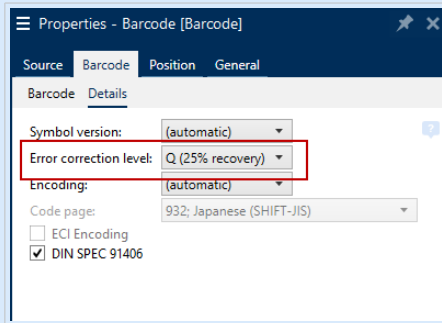 Properties - Barcode [Barcode]
Source Barcode Position General
Barcode Details
Symbol version: (automatic)
Error correction level: Q (25% recovery)
Encoding: (automatic)
Code page: 932; Japanese (SHIFT-JIS)
ECI Encoding
DIN SPEC 91406